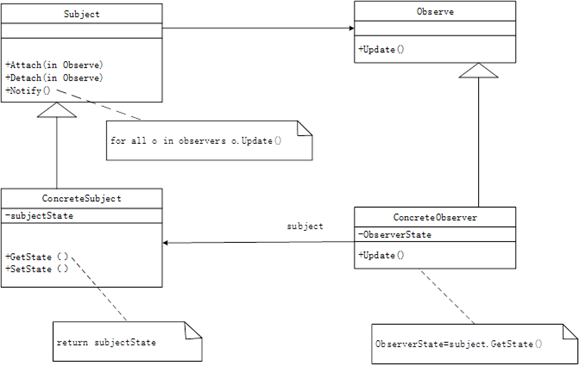 Subject
+Attach(in Observe)
+Detach(in Observe)
+Notify()
Observe
+Update()
for all o in observers o.Update()
ConcreteSubject
-subjectState
+GetState ()
+SetState ()
subject
ConcreteObserver
-ObserverState
+Update()
return subjectState
ObserverState=subject.GetState()